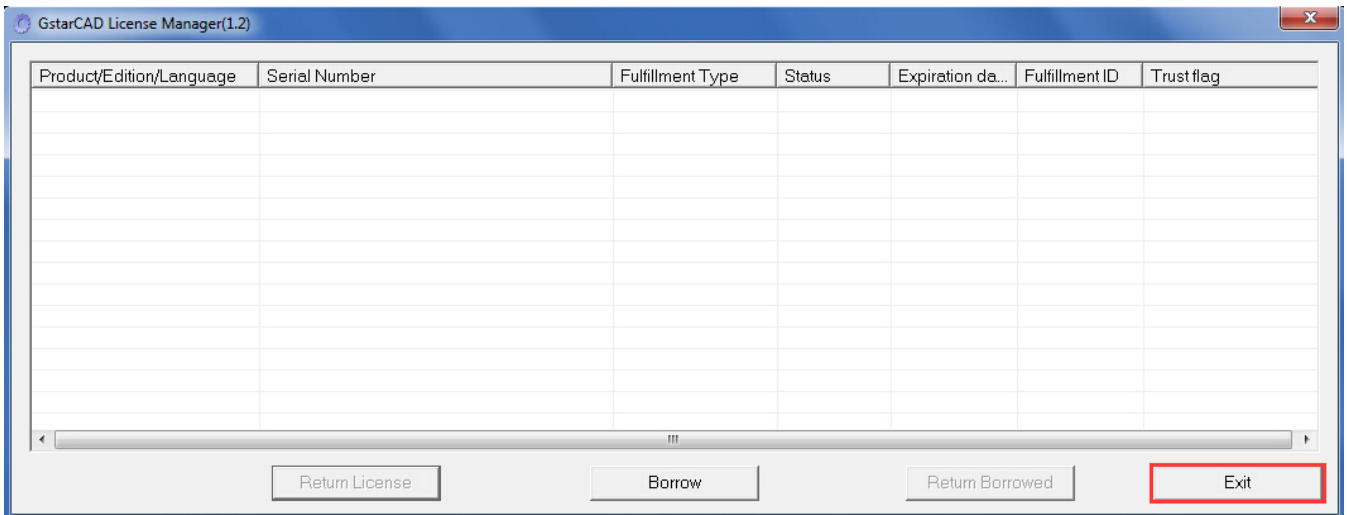 GstarCAD License Manager(1.2)
Product/Edition/Language Serial Number Fulfillment Type Status Expiration da... Fulfillment ID Trust flag
Return License Borrow Return Borrowed Exit